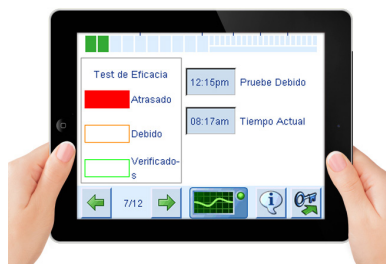 Test de Eficacia
Atrasado
Debido
Verificado-
s
12:15pm Pruebe Debido
08:17am Tiempo Actual
7/12
i